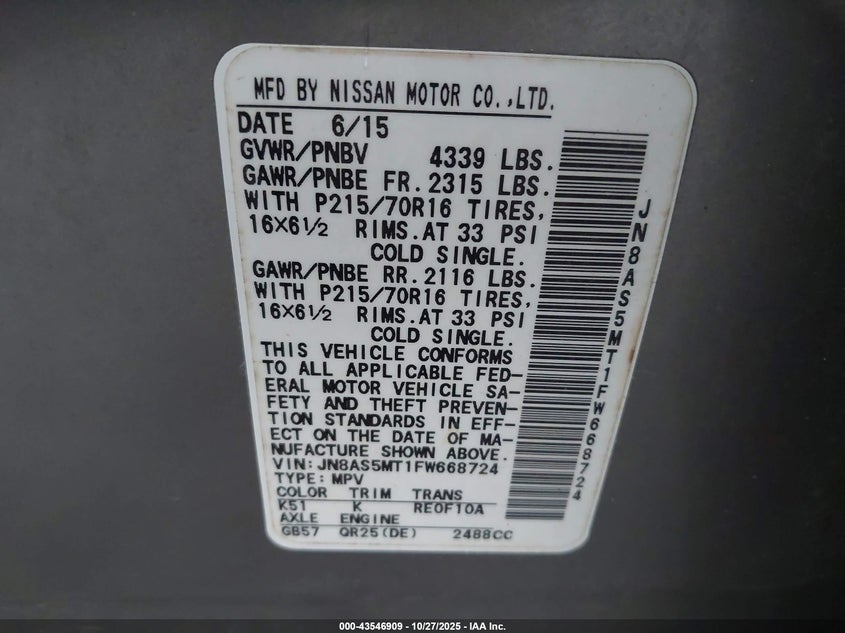 MFD BY NISSAN MOTOR CO.,LTD.
DATE 6/15
GVWR/PNBV 4339 LBS.
GAWR/PNBE FR. 2315 LBS.
WITH P215/70R16 TIRES,
16X6½ RIMS. AT 33 PSI
COLD SINGLE.
GAWR/PNBE RR. 2116 LBS.
WITH P215/70R16 TIRES,
16X6½ RIMS. AT 33 PSI
COLD SINGLE.
THIS VEHICLE CONFORMS
TO ALL APPLICABLE FED-
ERAL MOTOR VEHICLE SA-
FETY AND THEFT PREVEN-
TION STANDARDS IN EFF-
ECT ON THE DATE OF MA-
NUFACTURE SHOWN ABOVE.
VIN: JN8AS5MT1FW668724
TYPE: MPV
COLOR TRIM TRANS
K51 K RE0F10A
AXLE ENGINE
GB57 QR25(DE) 2488CC
JN8AS5MT1FW668724
000-43546909 - 10/27/2025 - IAA Inc.